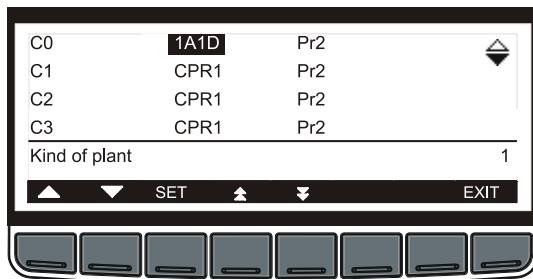 C0 1A1D Pr2
C1 CPR1 Pr2
C2 CPR1 Pr2
C3 CPR1 Pr2
Kind of plant 1
SET EXIT